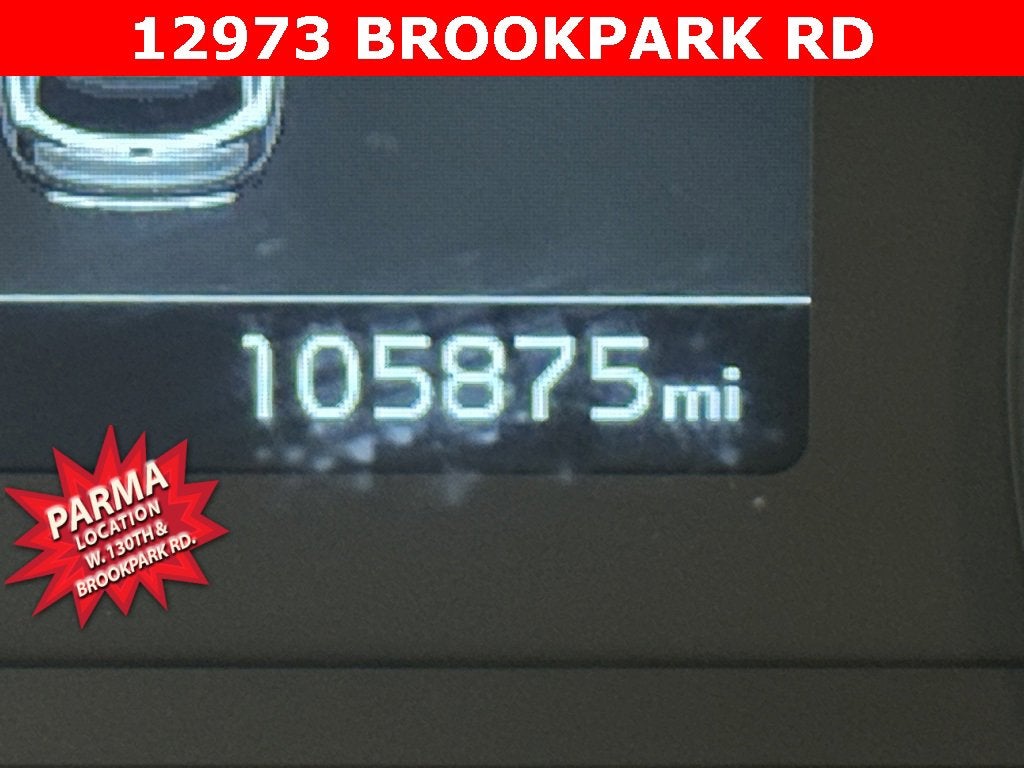 12973 BROOKPARK RD
105875mi
PARMA
LOCATION
W. 130TH &
BROOKPARK RD.